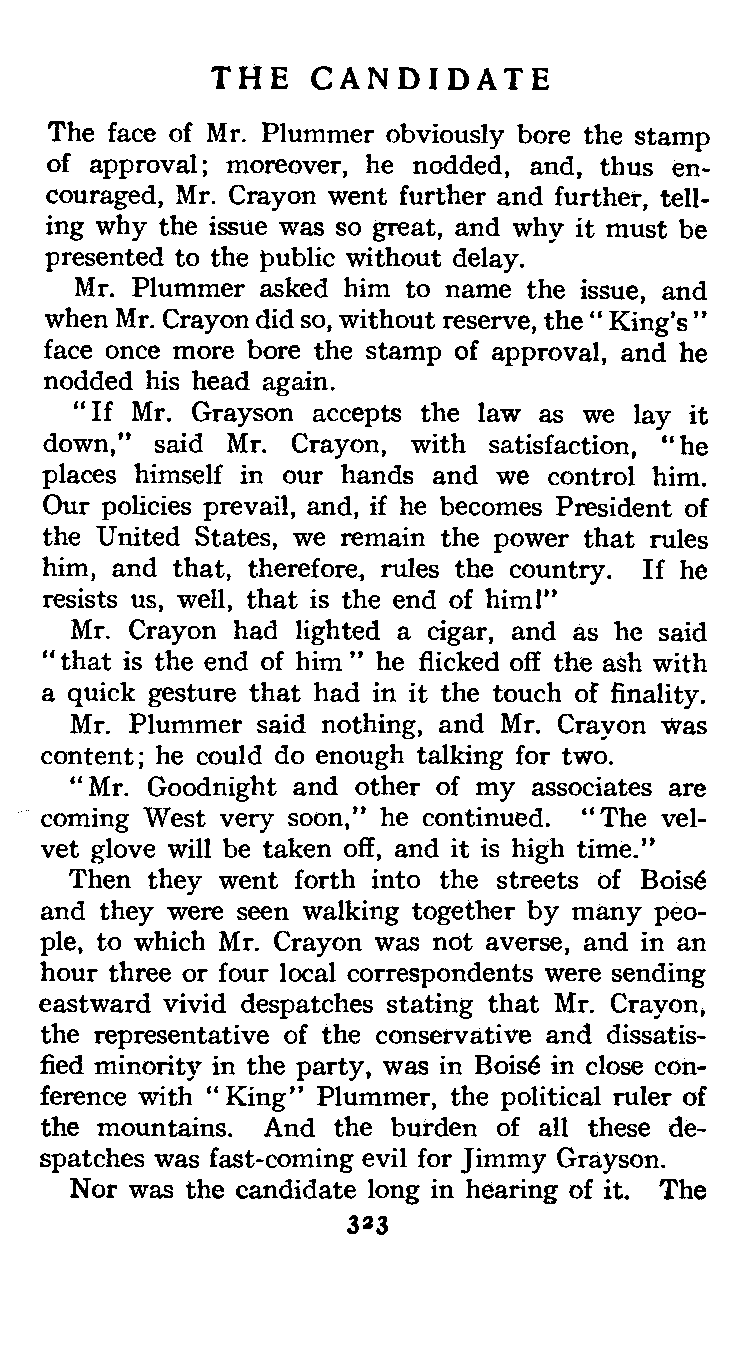 THE CANDIDATE
The face of Mr. Plummer obviously bore the stamp
of approval; moreover, he nodded, and, thus en-
couraged, Mr. Crayon went further and further, tell-
ing why the issue was so great, and why it must be
presented to the public without delay.
Mr. Plummer asked him to name the issue, and
when Mr. Crayon did so, without reserve, the "King's"
face once more bore the stamp of approval, and he
nodded his head again.
"If Mr. Grayson accepts the law as we lay it
down," said Mr. Crayon, with satisfaction, "he
places himself in our hands and we control him.
Our policies prevail, and, if he becomes President of
the United States, we remain the power that rules
him, and that, therefore, rules the country. If he
resists us, well, that is the end of him!"
Mr. Crayon had lighted a cigar, and as he said
"that is the end of him" he flicked off the ash with
a quick gesture that had in it the touch of finality.
Mr. Plummer said nothing, and Mr. Crayon was
content; he could do enough talking for two.
"Mr. Goodnight and other of my associates are
coming West very soon," he continued. "The vel-
vet glove will be taken off, and it is high time."
Then they went forth into the streets of Boisé
and they were seen walking together by many peo-
ple, to which Mr. Crayon was not averse, and in an
hour three or four local correspondents were sending
eastward vivid despatches stating that Mr. Crayon,
the representative of the conservative and dissatis-
fied minority in the party, was in Boisé in close con-
ference with "King" Plummer, the political ruler of
the mountains. And the burden of all these de-
spatches was fast-coming evil for Jimmy Grayson.
Nor was the candidate long in hearing of it. The
323